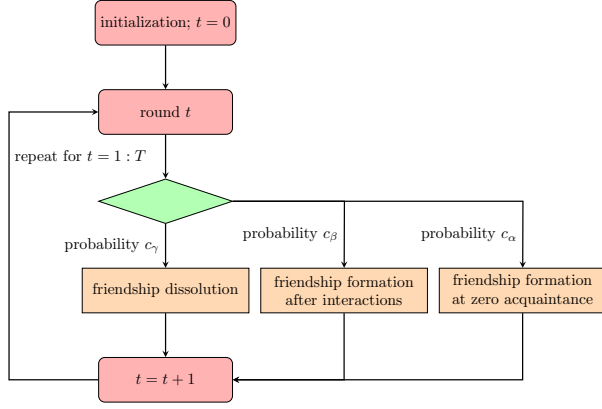 initialization; t = 0
round t
repeat for t = 1 : T
probability c_γ
probability c_β
probability c_α
friendship dissolution
friendship formation
after interactions
friendship formation
at zero acquaintance
t = t + 1